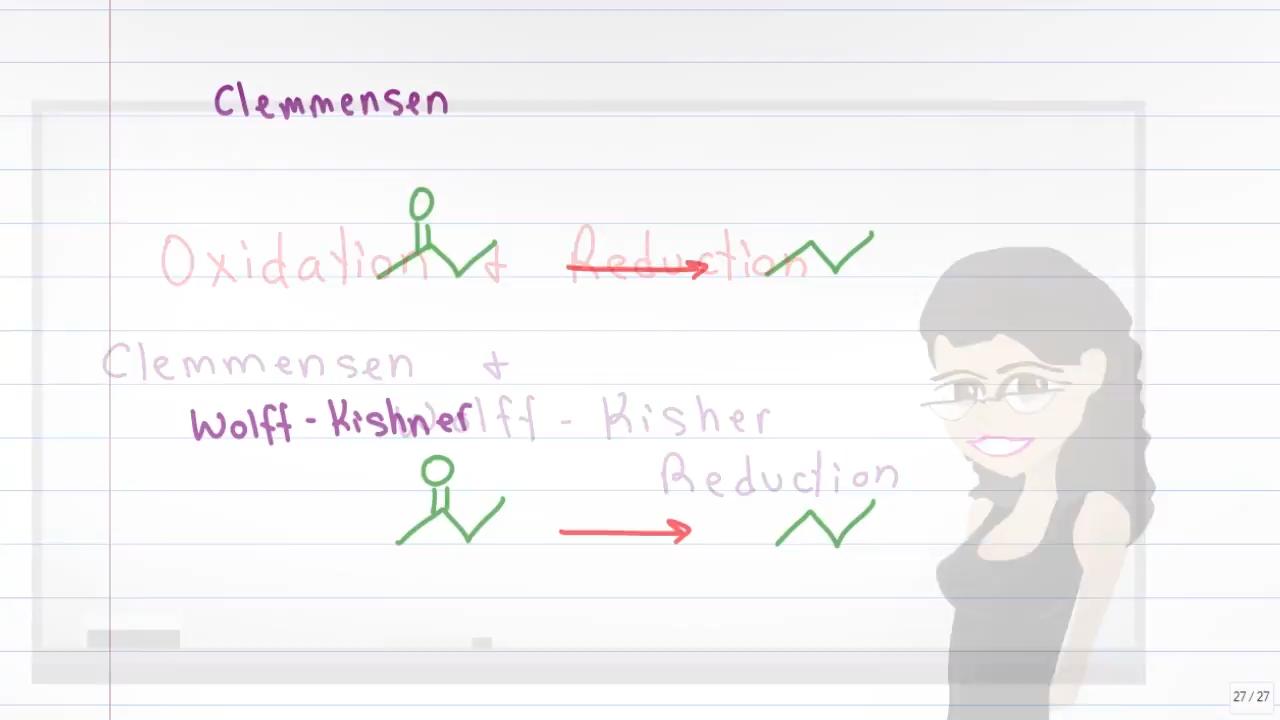 Clemmensen
O
Oxidation & Reduction
Clemmensen &
Wolff - Kishner
Wolff - Kisher
O
Reduction
27 / 27